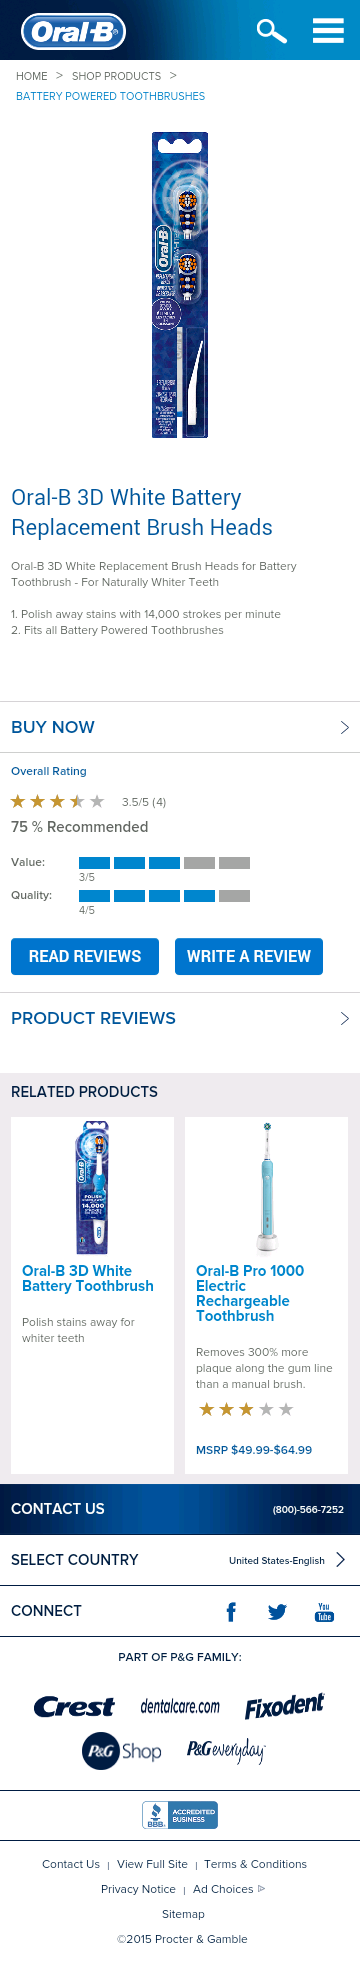 Oral-B
HOME > SHOP PRODUCTS >
BATTERY POWERED TOOTHBRUSHES
Oral-B
Oral-B 3D White Battery
Replacement Brush Heads
Oral-B 3D White Replacement Brush Heads for Battery
Toothbrush - For Naturally Whiter Teeth
1. Polish away stains with 14,000 strokes per minute
2. Fits all Battery Powered Toothbrushes
BUY NOW
Overall Rating
3.5/5 (4)
75 % Recommended
Value:
3/5
Quality:
4/5
READ REVIEWS
WRITE A REVIEW
PRODUCT REVIEWS
RELATED PRODUCTS
Oral-B
POLISH
14,000
Oral-B 3D White
Battery Toothbrush
Polish stains away for
whiter teeth
Oral-B Pro 1000
Electric
Rechargeable
Toothbrush
Removes 300% more
plaque along the gum line
than a manual brush.
MSRP $49.99-$64.99
CONTACT US
(800)-566-7252
SELECT COUNTRY
United States-English
CONNECT
You
Tube
PART OF P&G FAMILY:
Crest
dentalcare.com
Fixodent
P&G Shop
P&G everyday
BBB
ACCREDITED
BUSINESS
Contact Us | View Full Site | Terms & Conditions
Privacy Notice | Ad Choices
Sitemap
©2015 Procter & Gamble